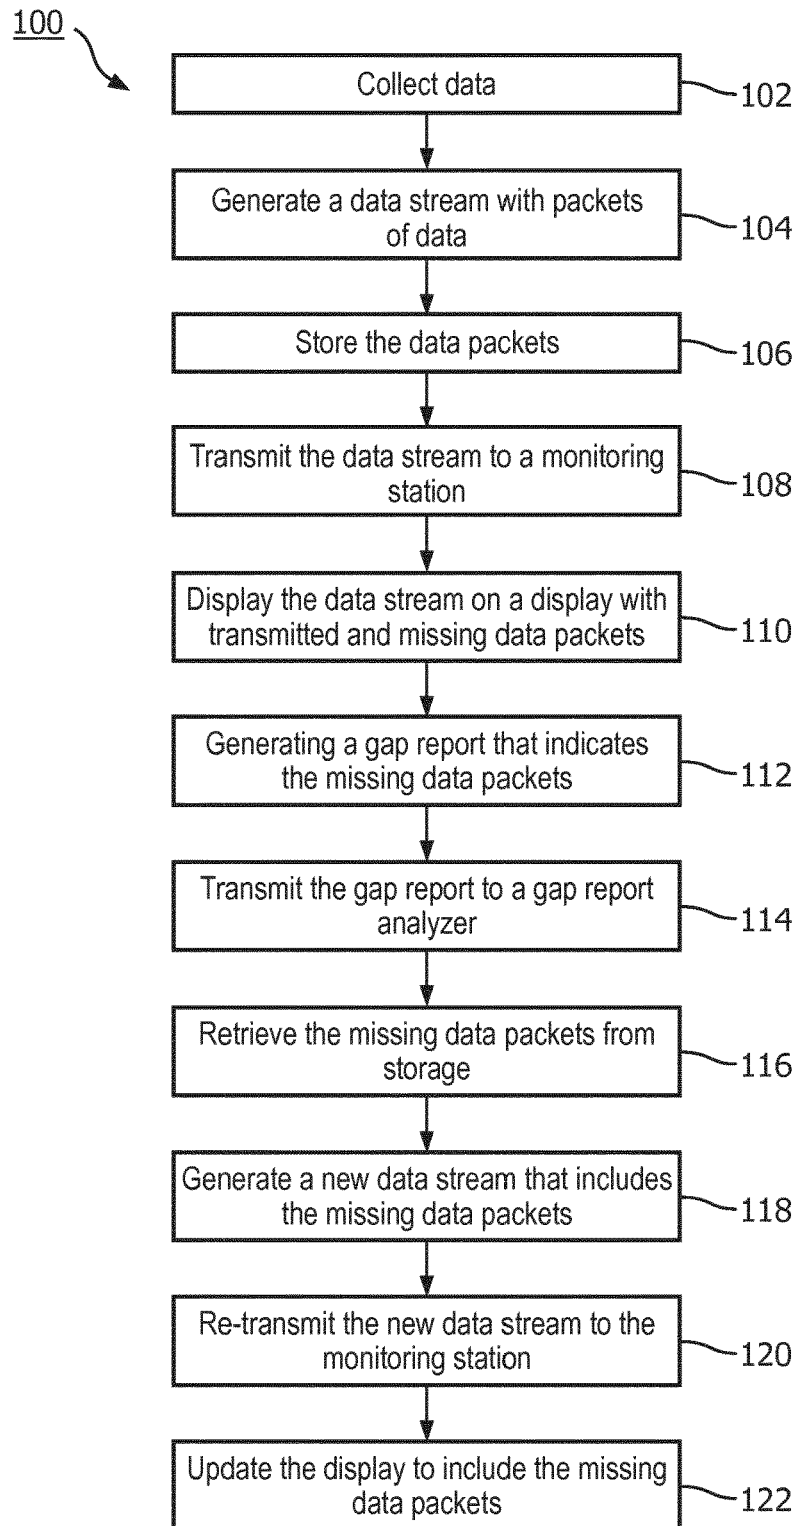 100
Collect data
102
Generate a data stream with packets
of data
104
Store the data packets
106
Transmit the data stream to a monitoring
station
108
Display the data stream on a display with
transmitted and missing data packets
110
Generating a gap report that indicates
the missing data packets
112
Transmit the gap report to a gap report
analyzer
114
Retrieve the missing data packets from
storage
116
Generate a new data stream that includes
the missing data packets
118
Re-transmit the new data stream to the
monitoring station
120
Update the display to include the missing
data packets
122